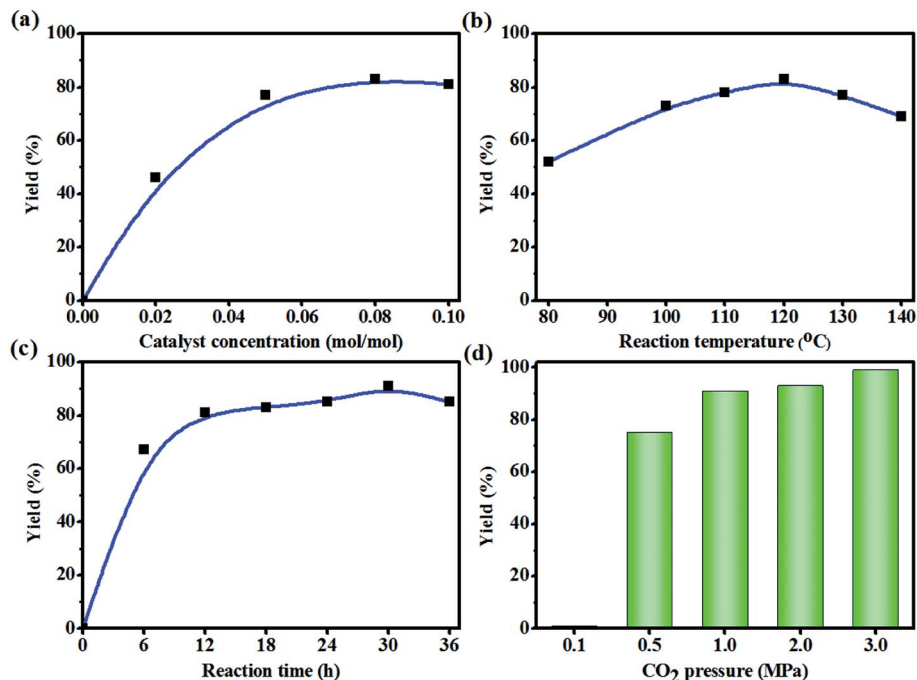 (a)
100
80
60
40
20
0
Yield (%)
0.00 0.02 0.04 0.06 0.08 0.10
Catalyst concentration (mol/mol)
(b)
100
80
60
40
20
0
Yield (%)
80 90 100 110 120 130 140
Reaction temperature (°C)
(c)
100
80
60
40
20
0
Yield (%)
0 6 12 18 24 30 36
Reaction time (h)
(d)
100
80
60
40
20
0
Yield (%)
0.1 0.5 1.0 2.0 3.0
CO2 pressure (MPa)